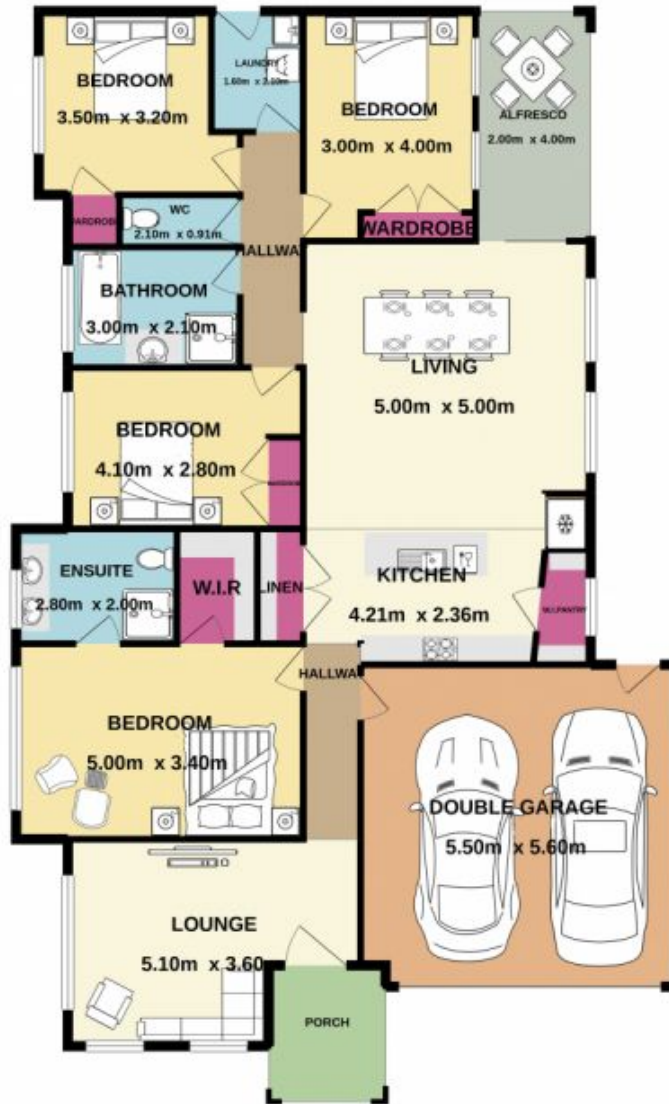 BEDROOM
3.50m x 3.20m
LAUNDRY
BEDROOM
3.00m x 4.00m
ALFRESCO
2.00m x 4.00m
WC
2.10m x 0.91m
WARDROBE
HALLWA
BATHROOM
3.00m x 2.10m
LIVING
5.00m x 5.00m
BEDROOM
4.10m x 2.80m
ENSUITE
2.80m x 2.00m
W.I.R
LINEN
KITCHEN
4.21m x 2.36m
HALLWA
BEDROOM
5.00m x 3.40m
DOUBLE GARAGE
5.50m x 5.60m
LOUNGE
5.10m x 3.60
PORCH